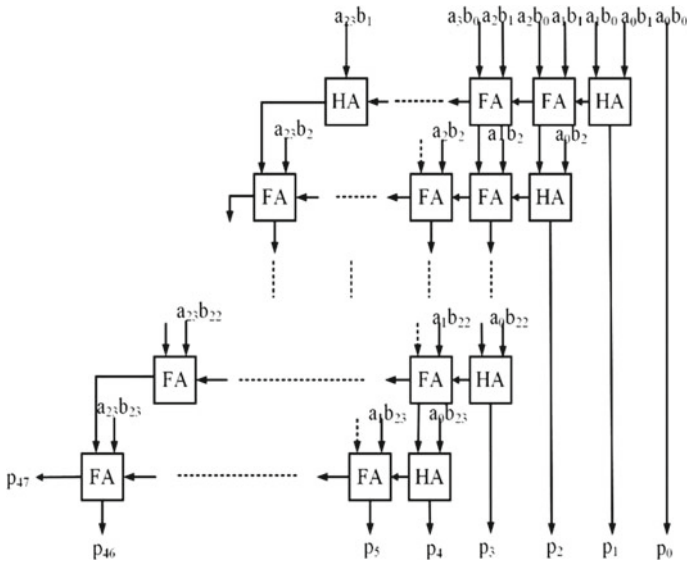 a₂₃b₁ a₃b₀ a₂b₁ a₂b₀ a₁b₁ a₁b₀ a₀b₁ a₀b₀
HA FA FA HA
a₂₃b₂ a₂b₂ a₁b₂ a₀b₂
FA FA FA HA
a₂₃b₂₂ a₁b₂₂ a₀b₂₂
FA FA HA
a₂₃b₂₃ a₁b₂₃ a₀b₂₃
FA FA HA
p₄₇
p₄₆ p₅ p₄ p₃ p₂ p₁ p₀